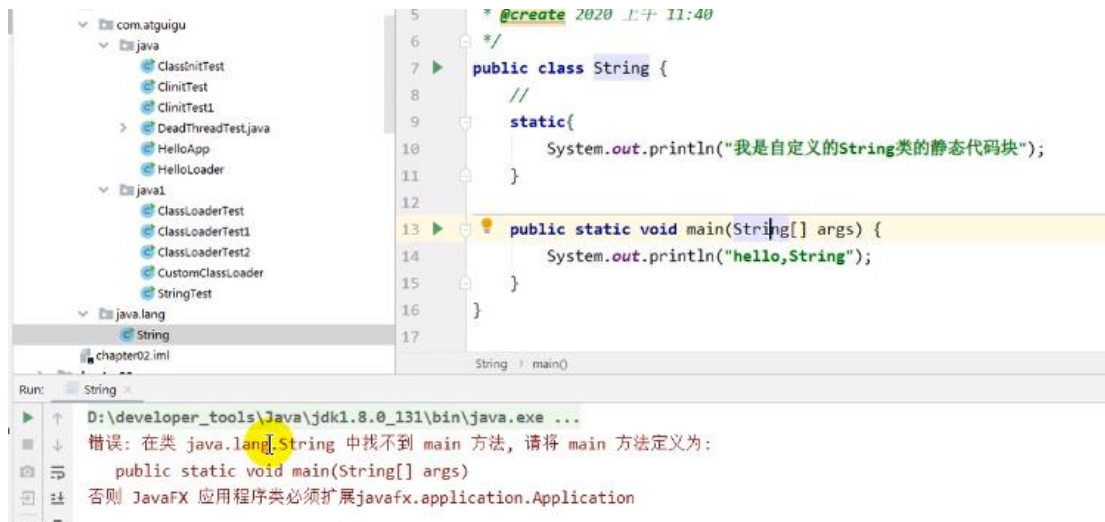 com.atguigu
java
ClassInitTest
ClinitTest
ClinitTest1
DeadThreadTest.java
HelloApp
HelloLoader
java1
ClassLoaderTest
ClassLoaderTest1
ClassLoaderTest2
CustomClassLoader
StringTest
java.lang
String
chapter02.iml
5 * @create 2020 上午 11:40
6 */
7 public class String {
8 //
9 static{
10 System.out.println("我是自定义的String类的静态代码块");
11 }
12
13 public static void main(String[] args) {
14 System.out.println("hello,String");
15 }
16 }
17
String › main()
Run: String ×
D:\developer_tools\Java\jdk1.8.0_131\bin\java.exe ...
错误: 在类 java.lang.String 中找不到 main 方法, 请将 main 方法定义为:
public static void main(String[] args)
否则 JavaFX 应用程序类必须扩展javafx.application.Application